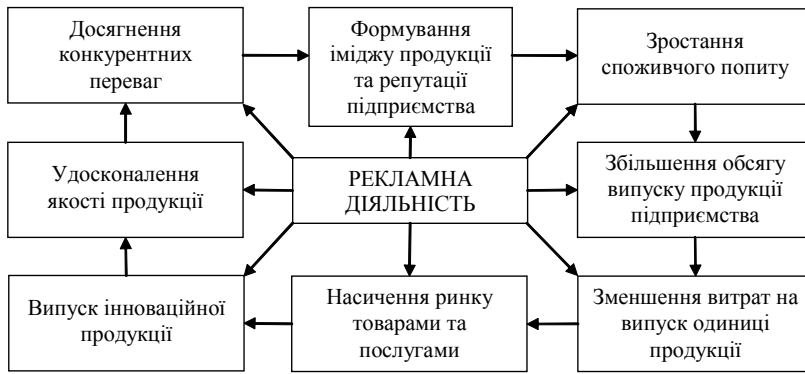 Досягнення
конкурентних
переваг
Формування
іміджу продукції
та репутації
підприємства
Зростання
споживчого попиту
Удосконалення
якості продукції
РЕКЛАМНА
ДІЯЛЬНІСТЬ
Збільшення обсягу
випуску продукції
підприємства
Випуск інноваційної
продукції
Насичення ринку
товарами та
послугами
Зменшення витрат на
випуск одиниці
продукції